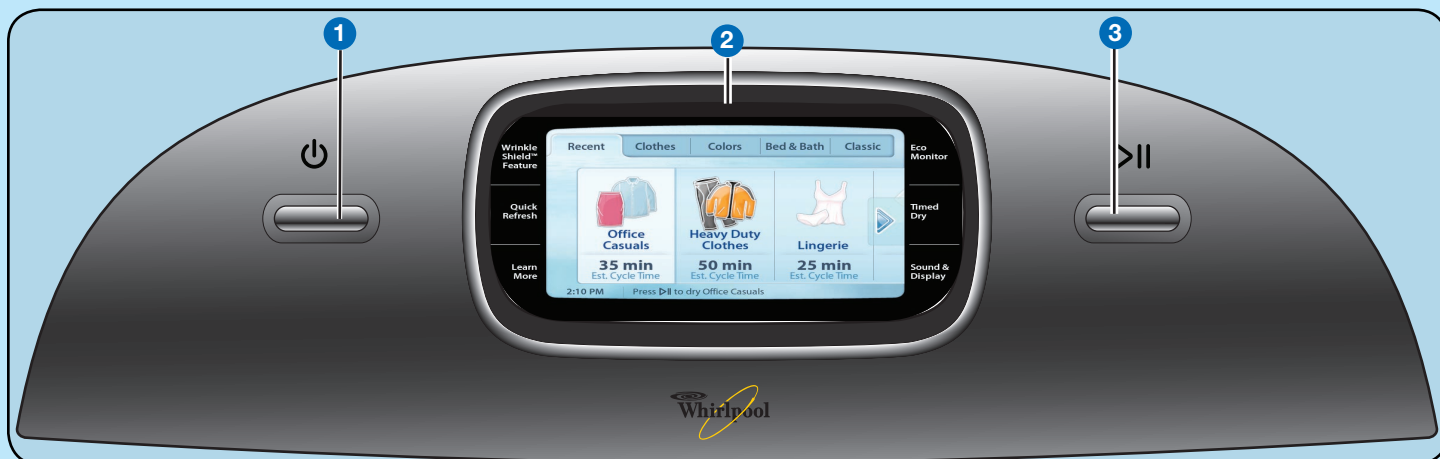 1
2
3
Wrinkle
Shield™
Feature
Quick
Refresh
Learn
More
Recent
Clothes
Colors
Bed & Bath
Classic
Office
Casuals
35 min
Est. Cycle Time
Heavy Duty
Clothes
50 min
Est. Cycle Time
Lingerie
25 min
Est. Cycle Time
2:10 PM
Press ▷II to dry Office Casuals
Eco
Monitor
Timed
Dry
Sound &
Display
▷II
Whirlpool